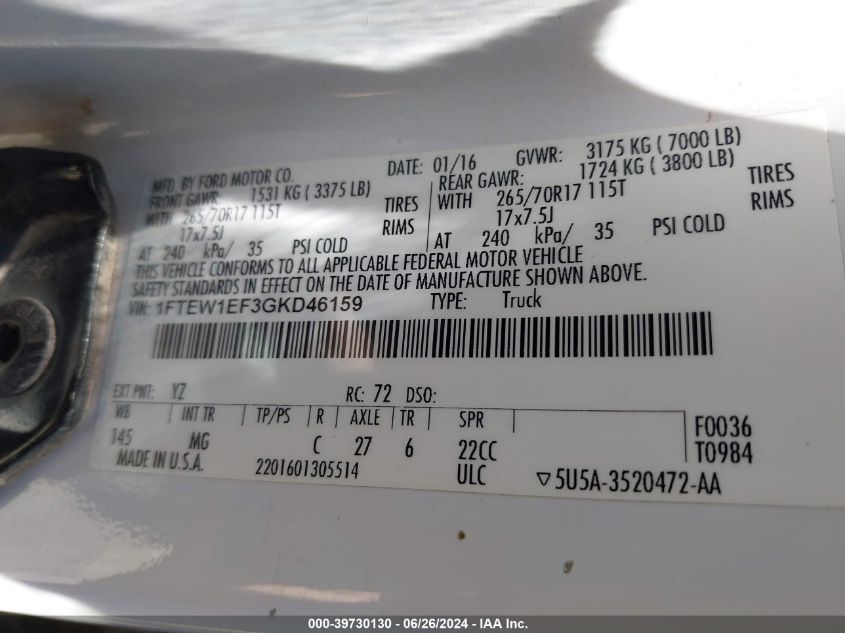 MFD. BY FORD MOTOR CO. DATE: 01/16 GVWR: 3175 KG ( 7000 LB)
FRONT GAWR: 1531 KG ( 3375 LB) REAR GAWR: 1724 KG ( 3800 LB)
WITH 265/70R17 115T TIRES WITH 265/70R17 115T TIRES
17x7.5J RIMS 17x7.5J RIMS
AT 240 kPa/ 35 PSI COLD AT 240 kPa/ 35 PSI COLD
THIS VEHICLE CONFORMS TO ALL APPLICABLE FEDERAL MOTOR VEHICLE
SAFETY STANDARDS IN EFFECT ON THE DATE OF MANUFACTURE SHOWN ABOVE.
VIN: 1FTEW1EF3GKD46159 TYPE: Truck
EXT PNT: YZ RC: 72 DSO:
WB INT TR TP/PS R AXLE TR SPR F0036
145 MG C 27 6 22CC T0984
MADE IN U.S.A. 2201601305514 ULC ▽5U5A-3520472-AA
000-39730130 - 06/26/2024 - IAA Inc.